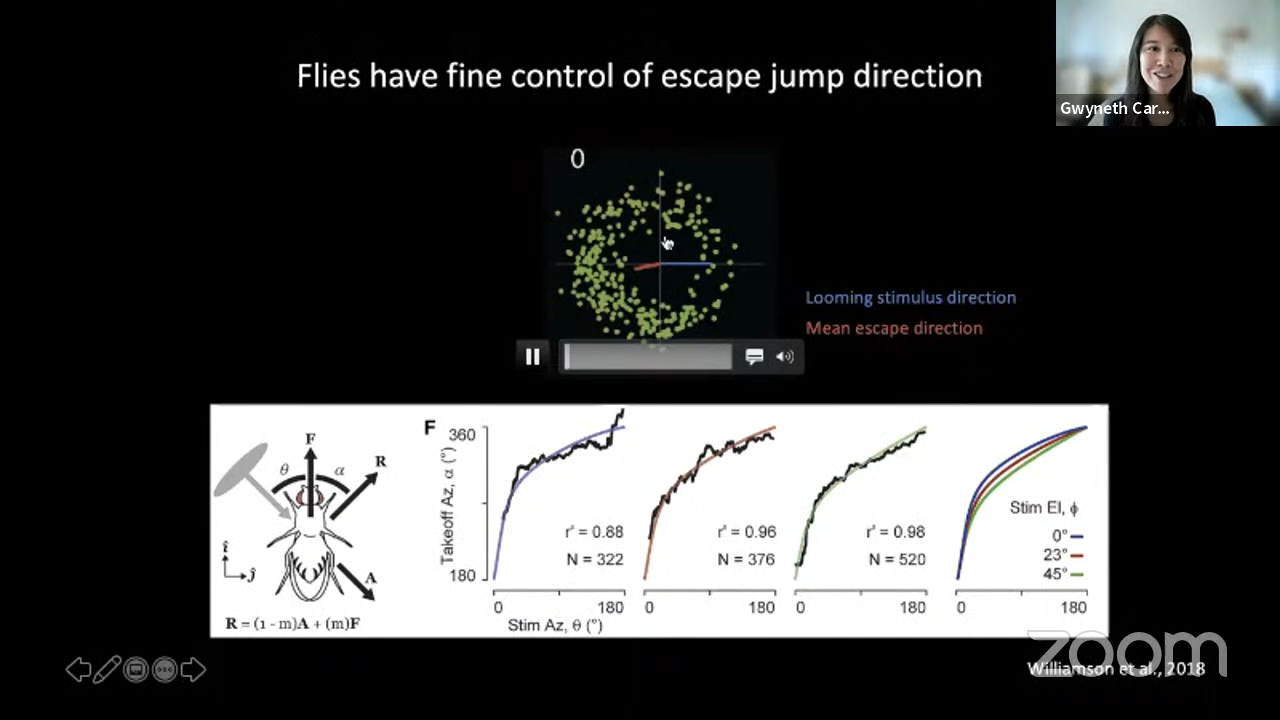 Flies have fine control of escape jump direction
Gwyneth Car...
0
Looming stimulus direction
Mean escape direction
F
θ
α
R
A
î
ĵ
R = (1 - m)A + (m)F
F
Takeoff Az, α (°)
360
180
r² = 0.88
N = 322
0
180
Stim Az, θ (°)
r² = 0.96
N = 376
0
180
r² = 0.98
N = 520
0
180
Stim El, ϕ
0°
23°
45°
0
180
zoom
Williamson et al., 2018